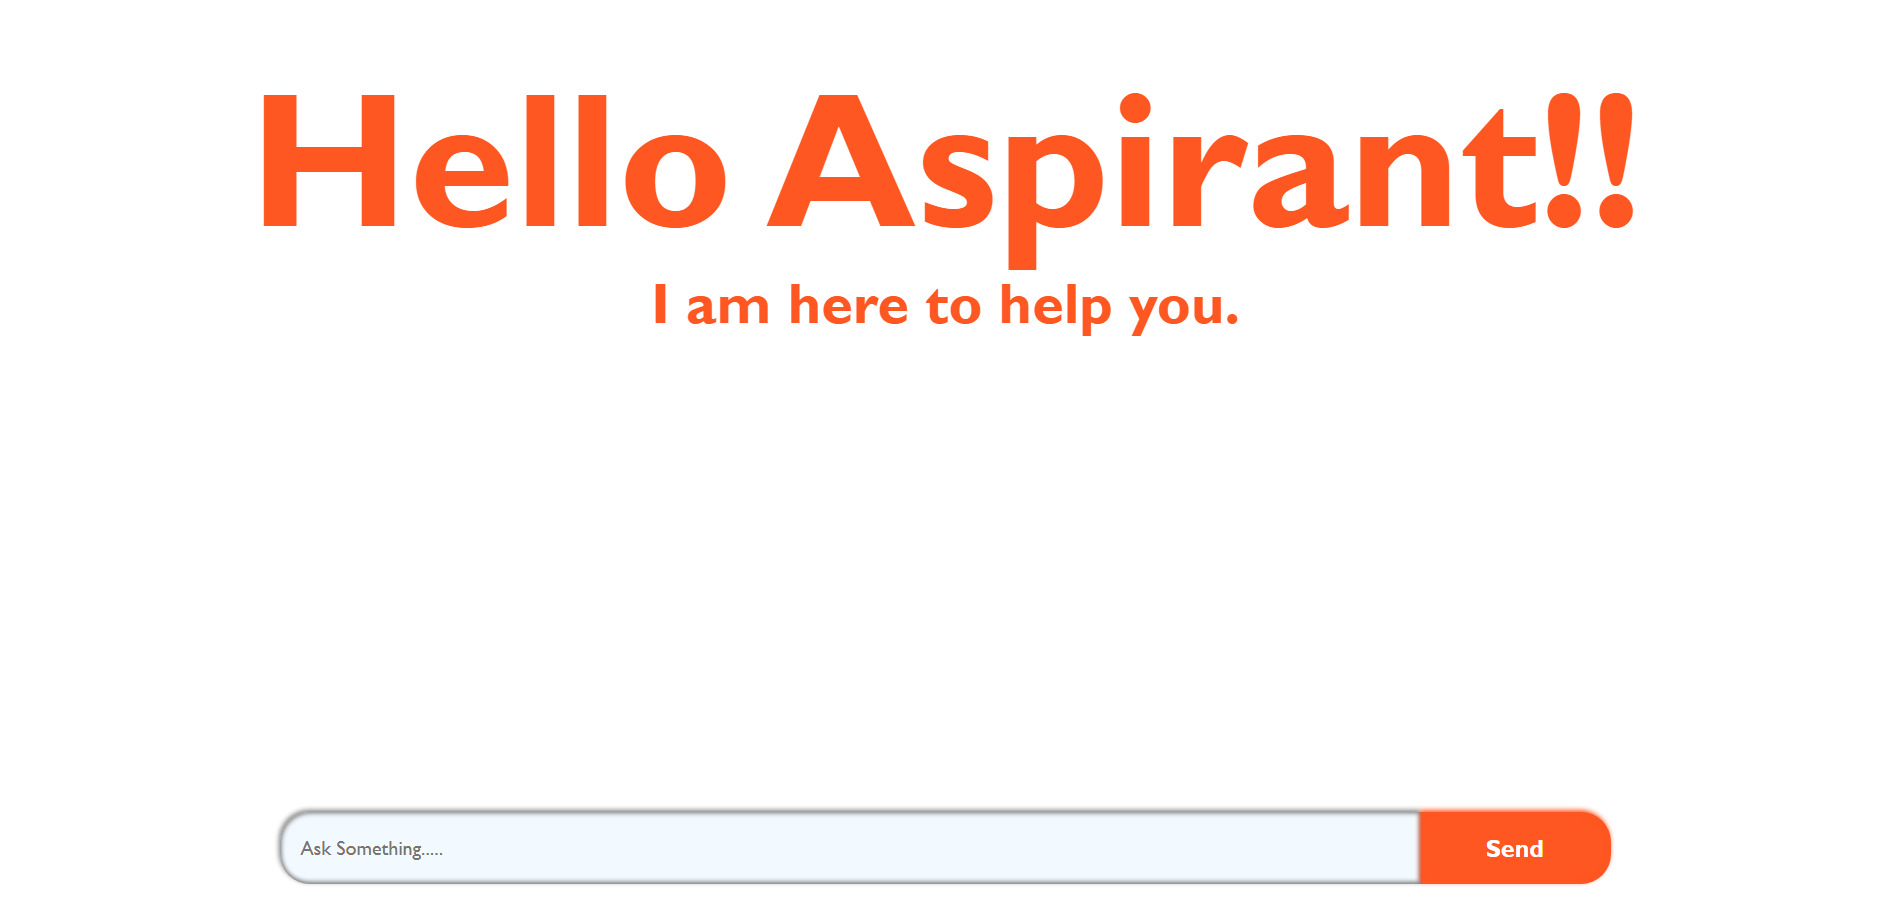 Hello Aspirant!!
I am here to help you.
Ask Something.....
Send